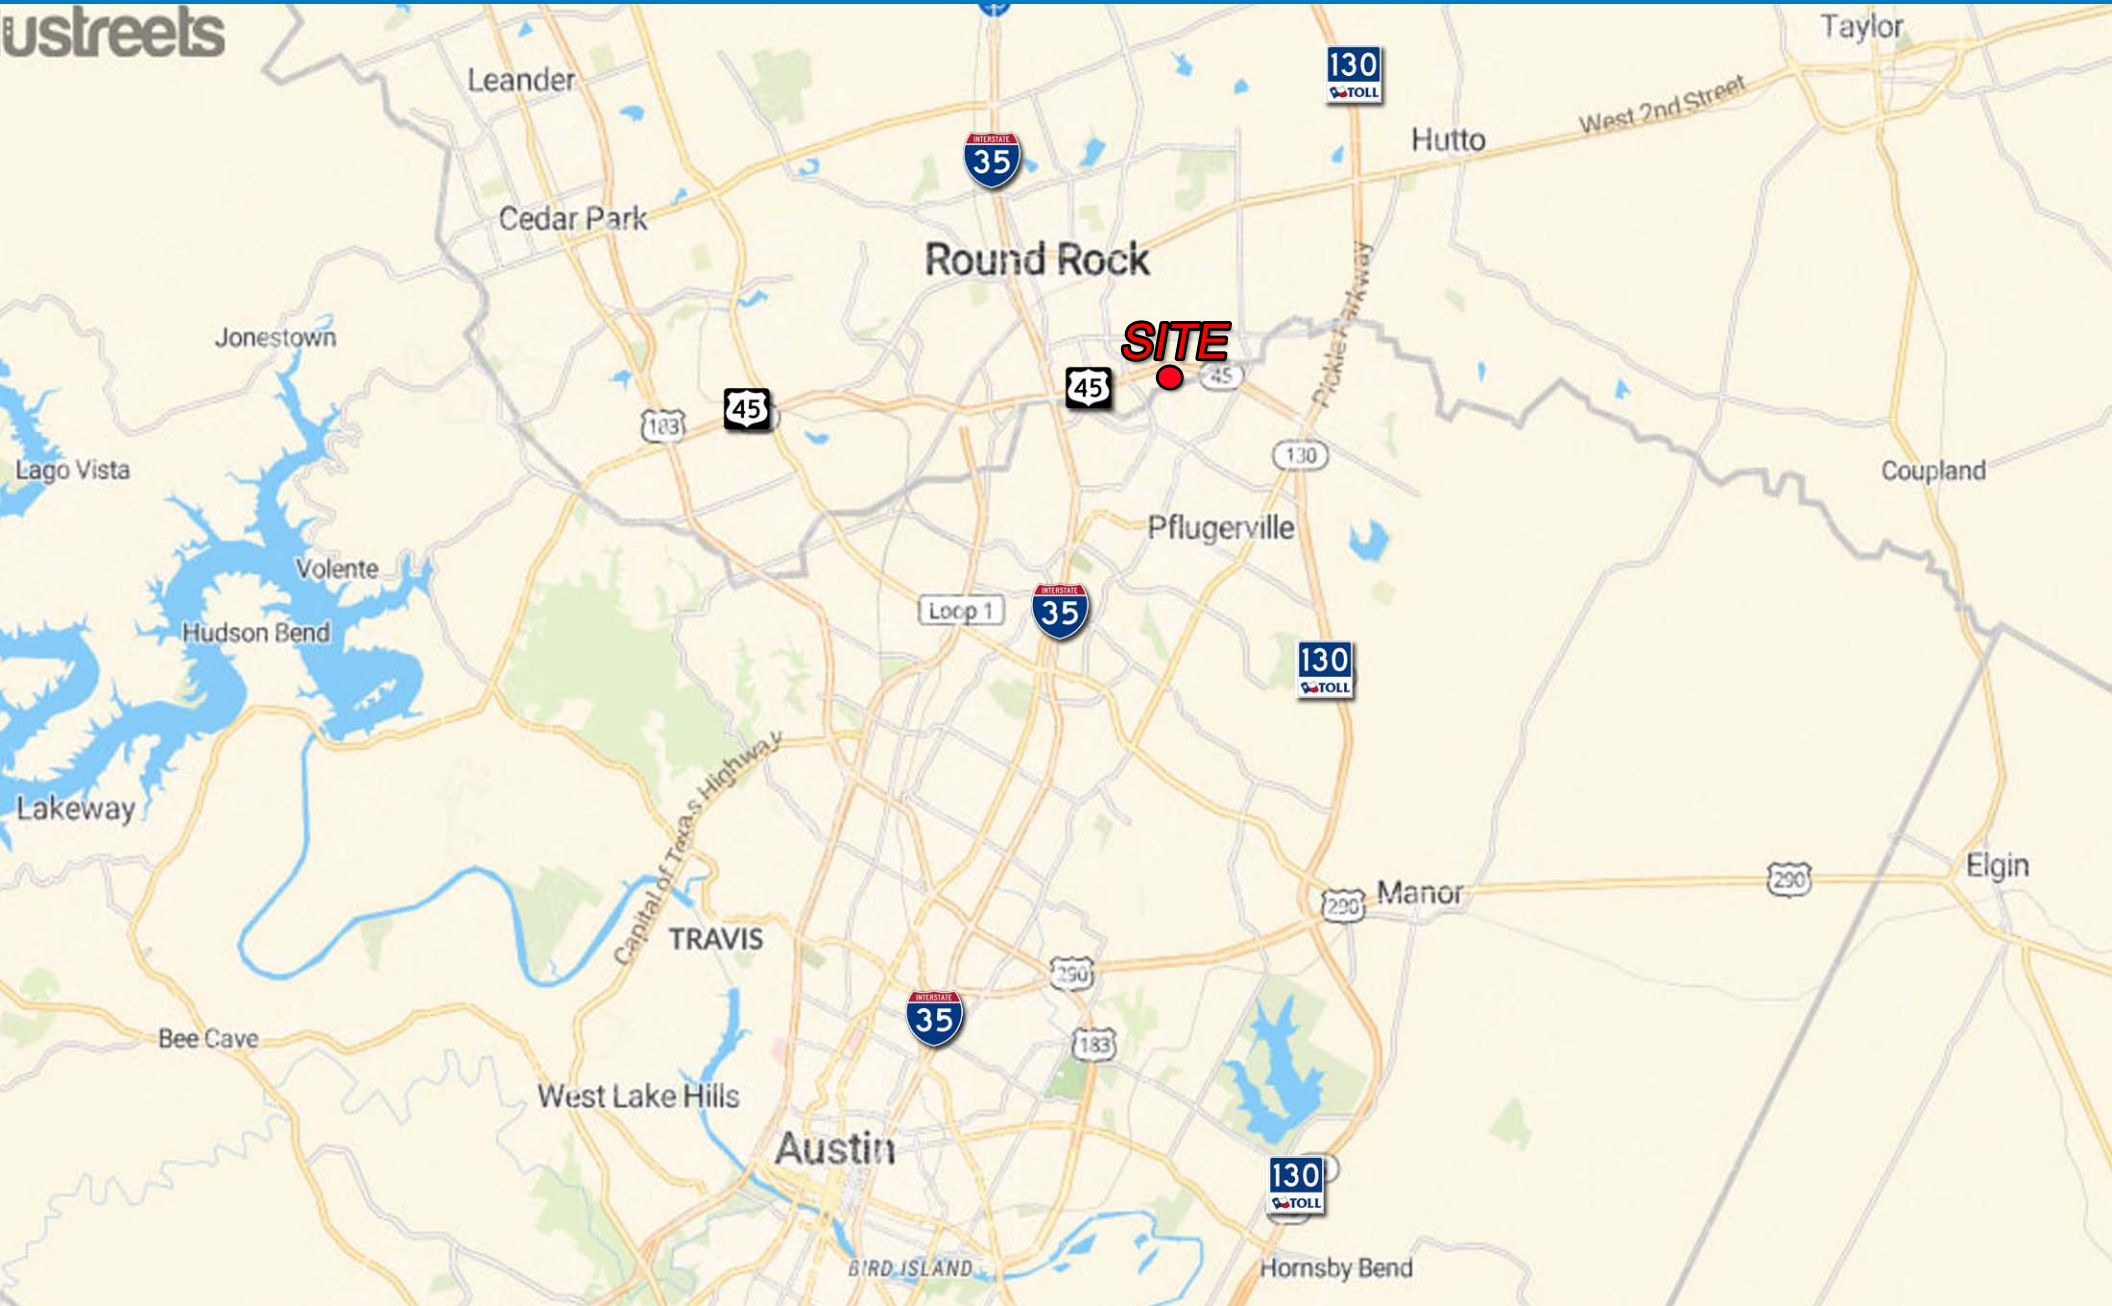 ustreets
Taylor
130
TOLL
Leander
West 2nd Street
Hutto
INTERSTATE
35
Cedar Park
Round Rock
Pickle Parkway
Jonestown
SITE
45
45
45
183
130
Lago Vista
Coupland
Pflugerville
Volente
Loop 1
INTERSTATE
35
Hudson Bend
130
TOLL
Capital of Texas Highway
Lakeway
Elgin
290
Manor
290
TRAVIS
290
INTERSTATE
35
Bee Cave
183
West Lake Hills
Austin
130
TOLL
BIRD ISLAND
Hornsby Bend